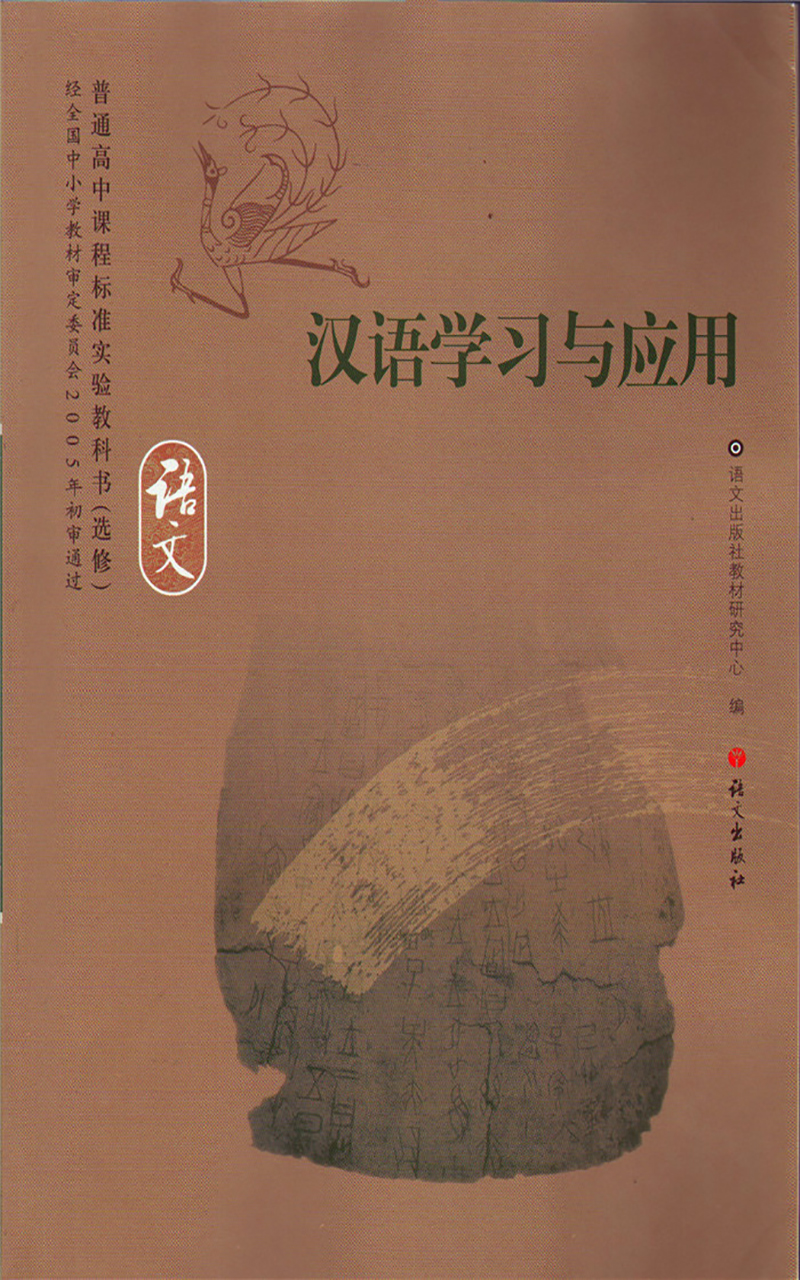 普通高中课程标准实验教科书(选修)
经全国中小学教材审定委员会2005年初审通过
汉语学习与应用
语文
语文出版社教材研究中心 编
语文出版社